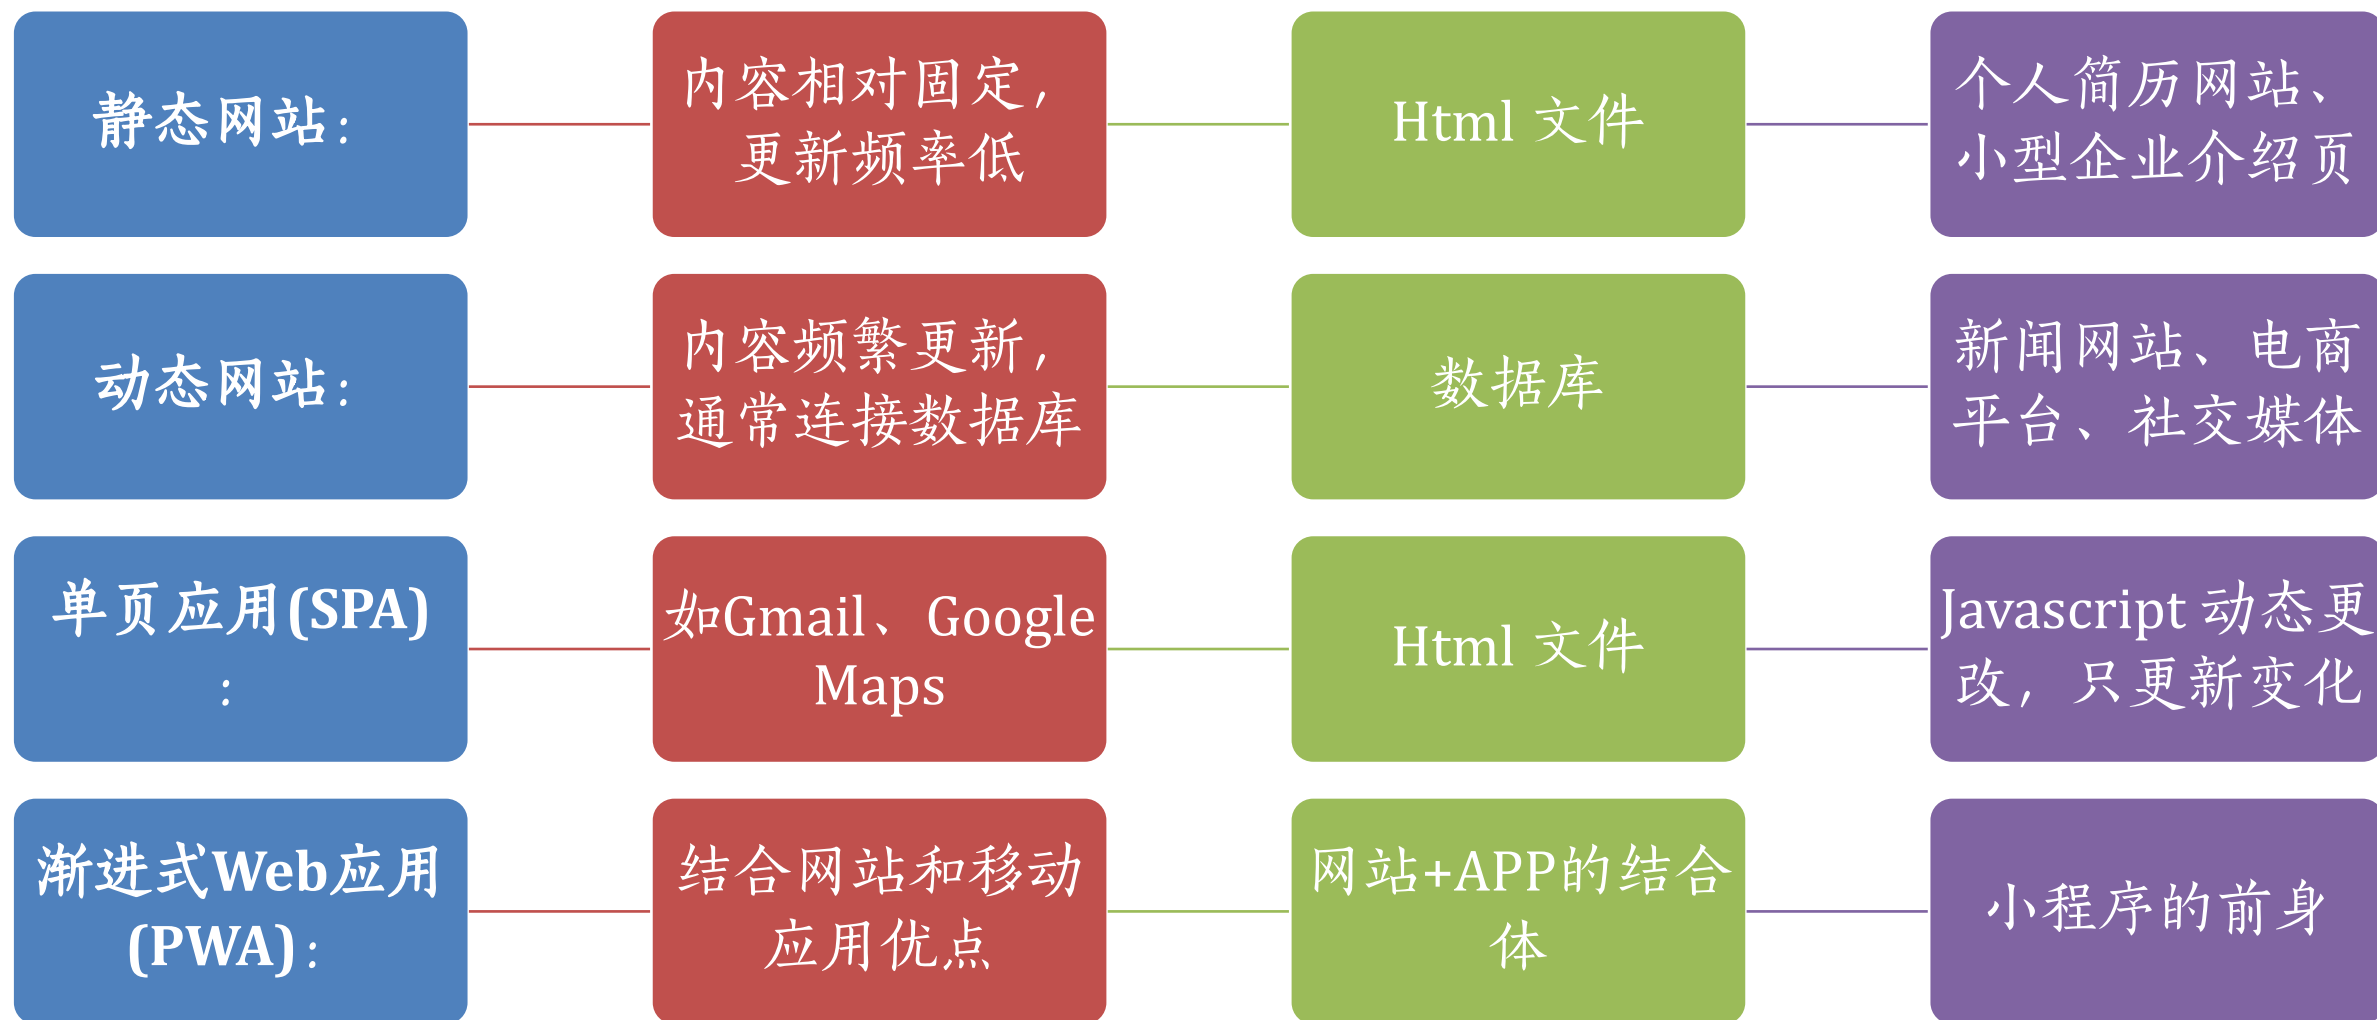 静态网站：
内容相对固定，
更新频率低
Html 文件
个人简历网站、
小型企业介绍页
动态网站：
内容频繁更新，
通常连接数据库
数据库
新闻网站、电商
平台、社交媒体
单页应用(SPA)
：
如Gmail、Google
Maps
Html 文件
Javascript 动态更
改，只更新变化
渐进式Web应用
(PWA)：
结合网站和移动
应用优点
网站+APP的结合
体
小程序的前身